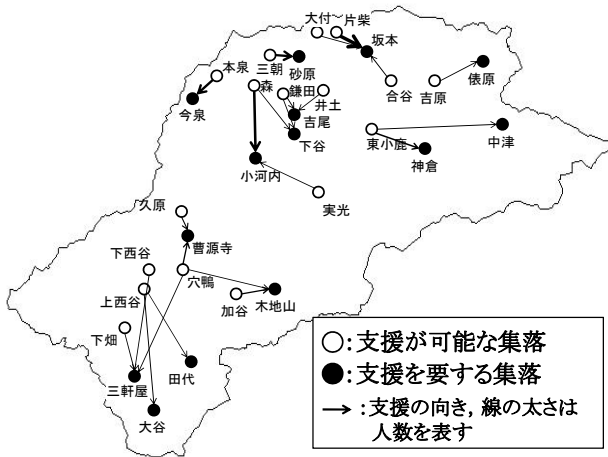 大付
片柴
坂本
本泉
三朝
砂原
俵原
森
鎌田
井土
合谷
吉原
今泉
吉尾
下谷
東小鹿
中津
小河内
神倉
実光
久原
下西谷
曹源寺
上西谷
穴鴨
加谷
木地山
下畑
三軒屋
田代
大谷
○:支援が可能な集落
●:支援を要する集落
→:支援の向き，線の太さは
人数を表す